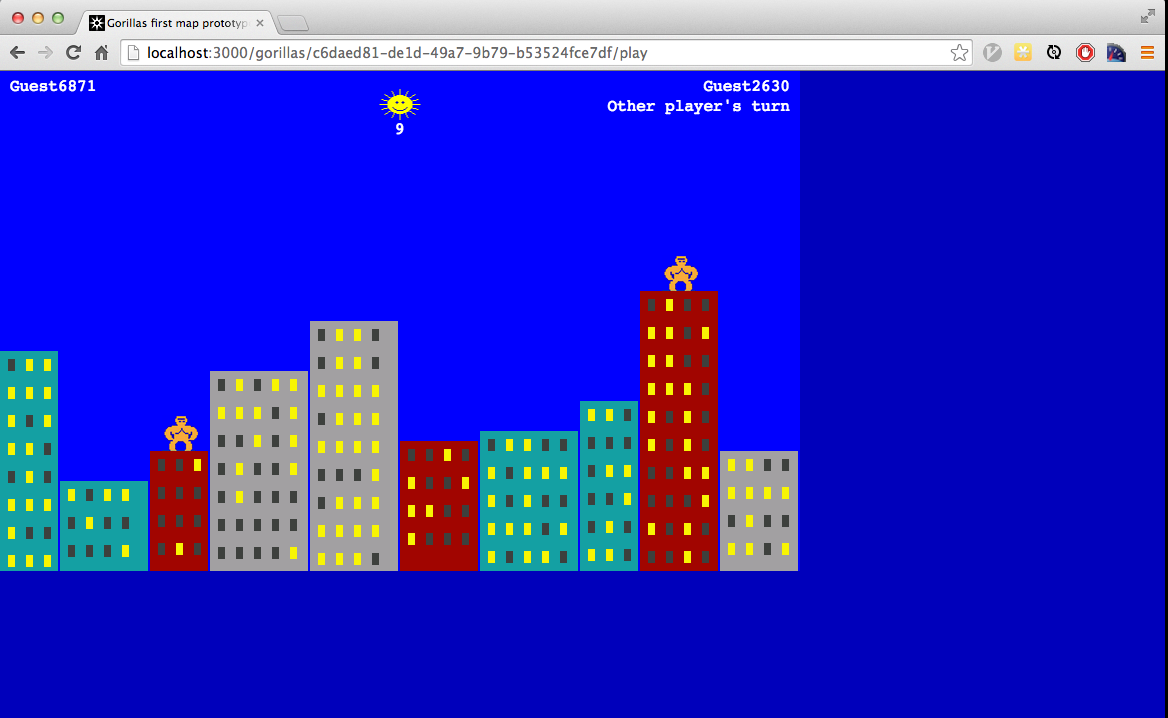 Gorillas first map prototyp
localhost:3000/gorillas/c6daed81-de1d-49a7-9b79-b53524fce7df/play
Guest6871
Guest2630
Other player's turn
9